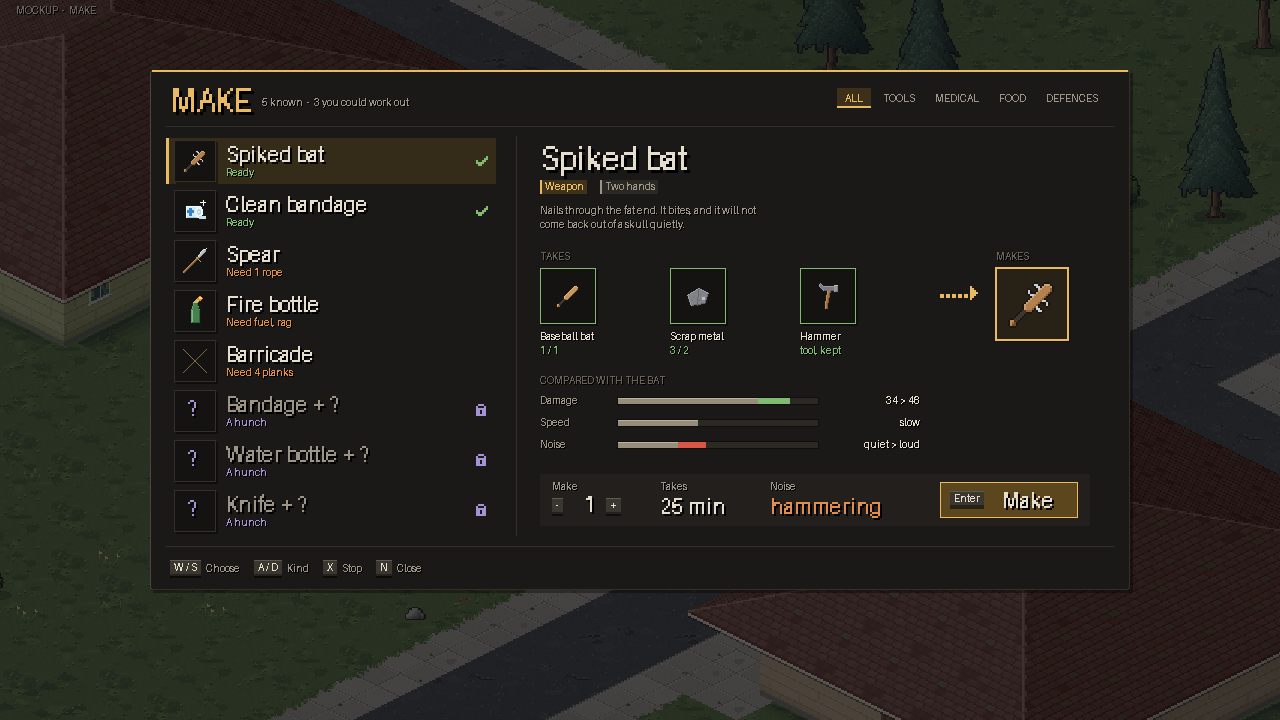 MOCKUP - MAKE
MAKE
5 known - 3 you could work out
ALL
TOOLS
MEDICAL
FOOD
DEFENCES
Spiked bat
Ready
Clean bandage
Ready
Spear
Need 1 rope
Fire bottle
Need fuel, rag
Barricade
Need 4 planks
?
Bandage + ?
A hunch
?
Water bottle + ?
A hunch
?
Knife + ?
A hunch
Spiked bat
Weapon
Two hands
Nails through the fat end. It bites, and it will not
come back out of a skull quietly.
TAKES
MAKES
Baseball bat
1 / 1
Scrap metal
3 / 2
Hammer
tool, kept
COMPARED WITH THE BAT
Damage
34 > 46
Speed
slow
Noise
quiet > loud
Make
- 1 +
Takes
25 min
Noise
hammering
Enter
Make
W / S Choose
A / D Kind
X Stop
N Close